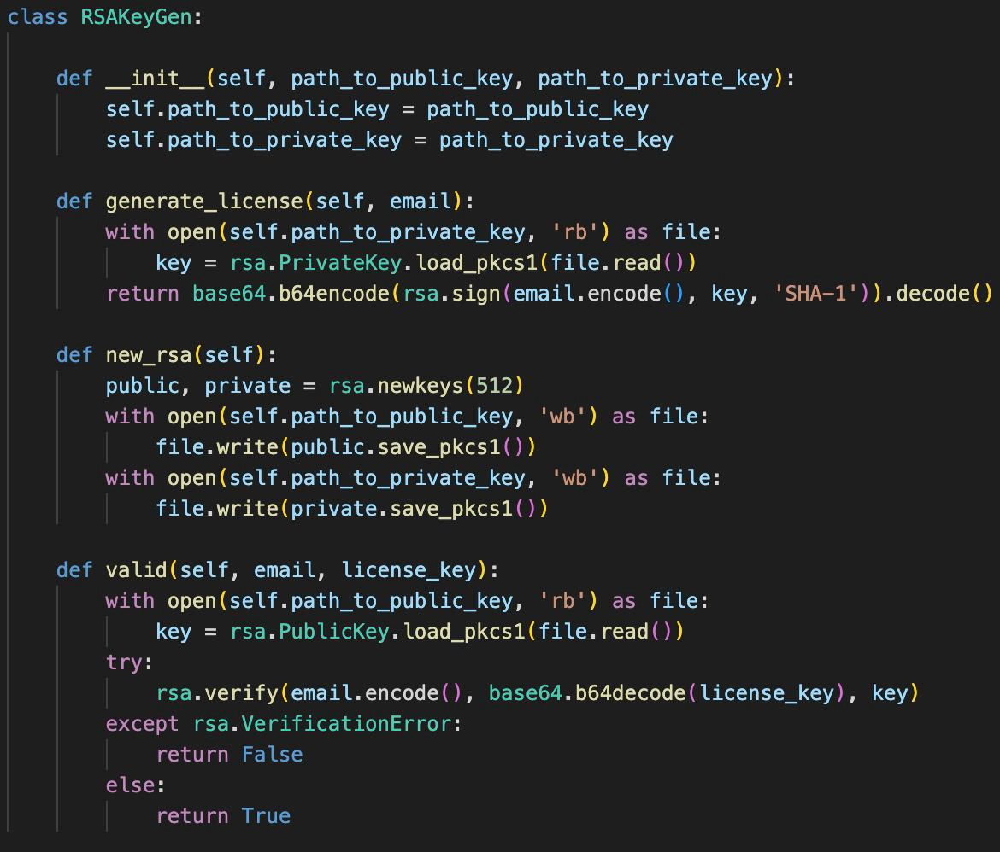 class RSAKeyGen:
    def __init__(self, path_to_public_key, path_to_private_key):
        self.path_to_public_key = path_to_public_key
        self.path_to_private_key = path_to_private_key
    def generate_license(self, email):
        with open(self.path_to_private_key, 'rb') as file:
            key = rsa.PrivateKey.load_pkcs1(file.read())
        return base64.b64encode(rsa.sign(email.encode(), key, 'SHA-1')).decode()
    def new_rsa(self):
        public, private = rsa.newkeys(512)
        with open(self.path_to_public_key, 'wb') as file:
            file.write(public.save_pkcs1())
        with open(self.path_to_private_key, 'wb') as file:
            file.write(private.save_pkcs1())
    def valid(self, email, license_key):
        with open(self.path_to_public_key, 'rb') as file:
            key = rsa.PublicKey.load_pkcs1(file.read())
        try:
            rsa.verify(email.encode(), base64.b64decode(license_key), key)
        except rsa.VerificationError:
            return False
        else:
            return True